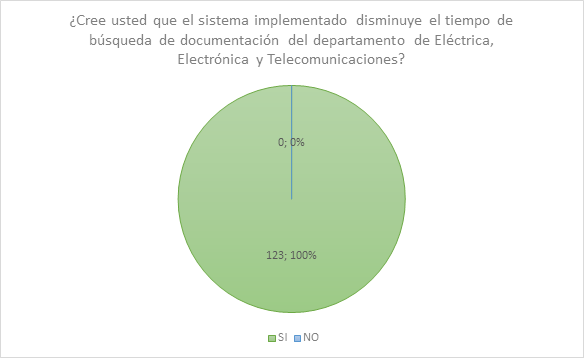 ¿Cree usted que el sistema implementado disminuye el tiempo de
búsqueda de documentación del departamento de Eléctrica,
Electrónica y Telecomunicaciones?
0; 0%
123; 100%
SI NO